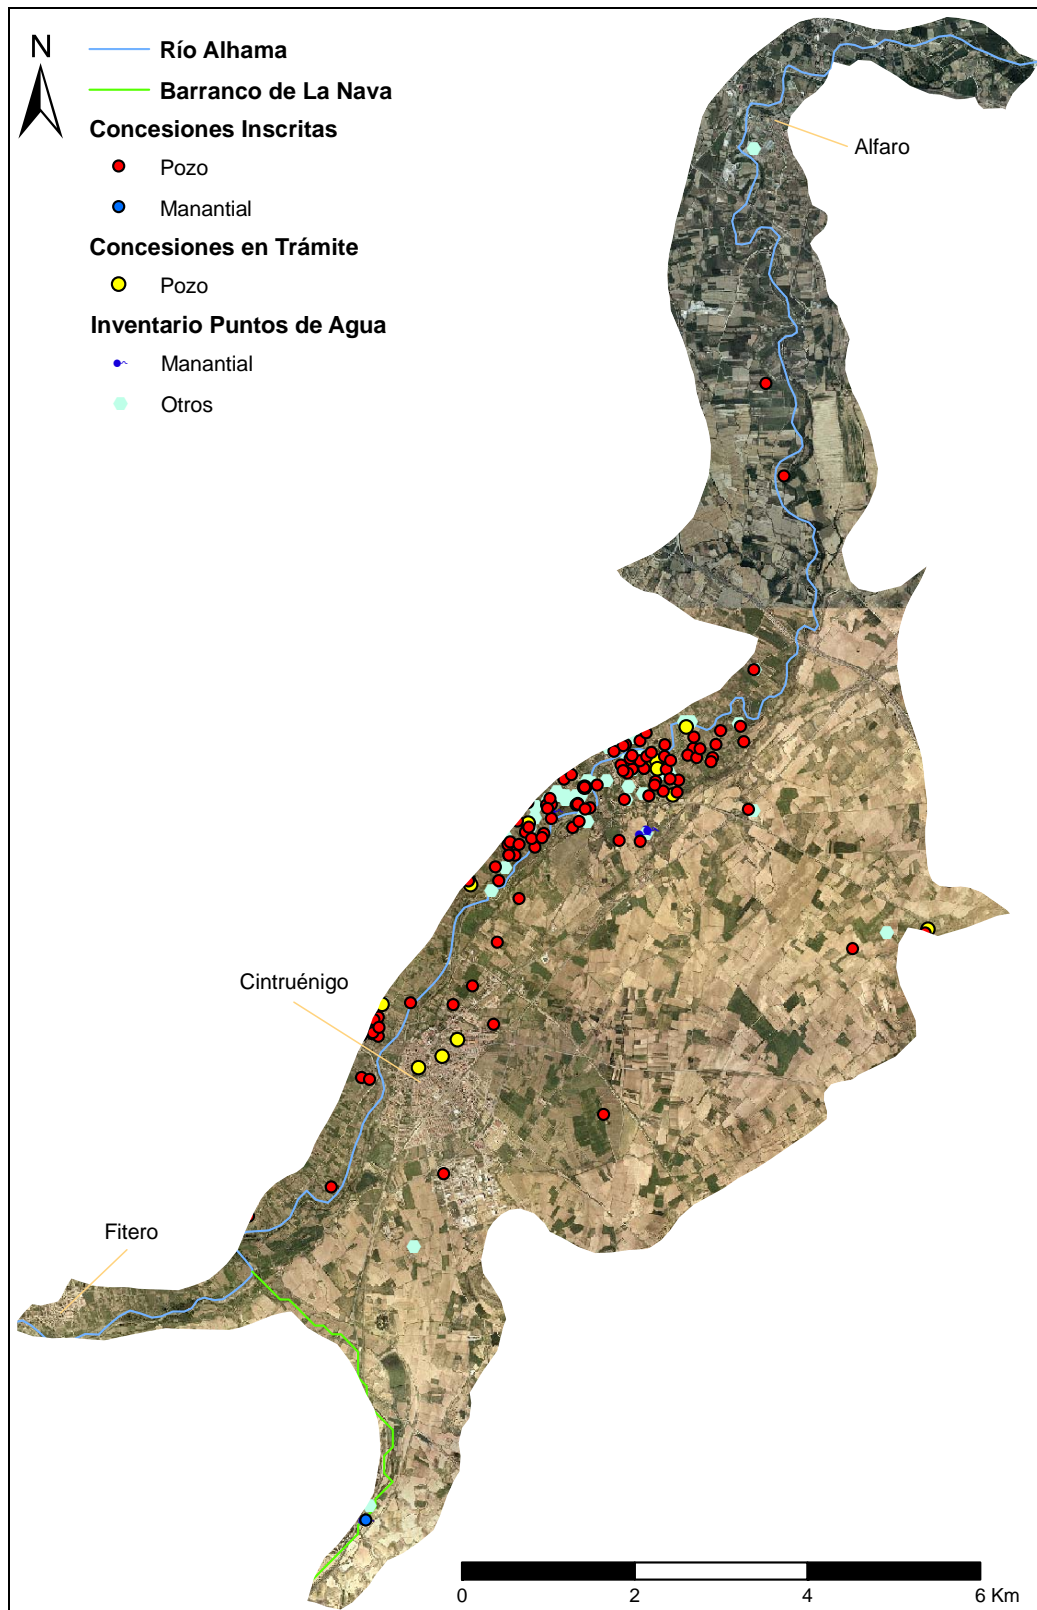 N
Río Alhama
Barranco de La Nava
Concesiones Inscritas
Pozo
Manantial
Concesiones en Trámite
Pozo
Inventario Puntos de Agua
Manantial
Otros
Alfaro
Cintruénigo
Fitero
0 2 4 6 Km